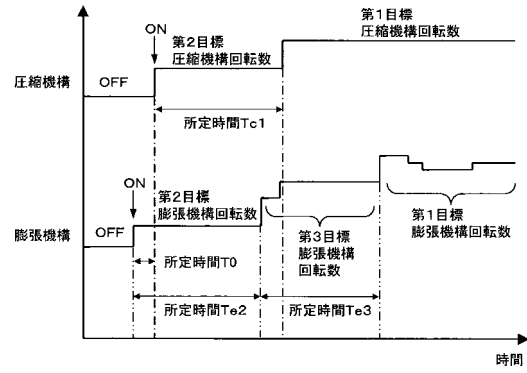 ON
第2目標
圧縮機構回転数
第1目標
圧縮機構回転数
圧縮機構
OFF
所定時間Tc1
ON
第2目標
膨張機構回転数
膨張機構
OFF
第3目標
膨張機構
回転数
第1目標
膨張機構回転数
所定時間T0
所定時間Te2
所定時間Te3
時間